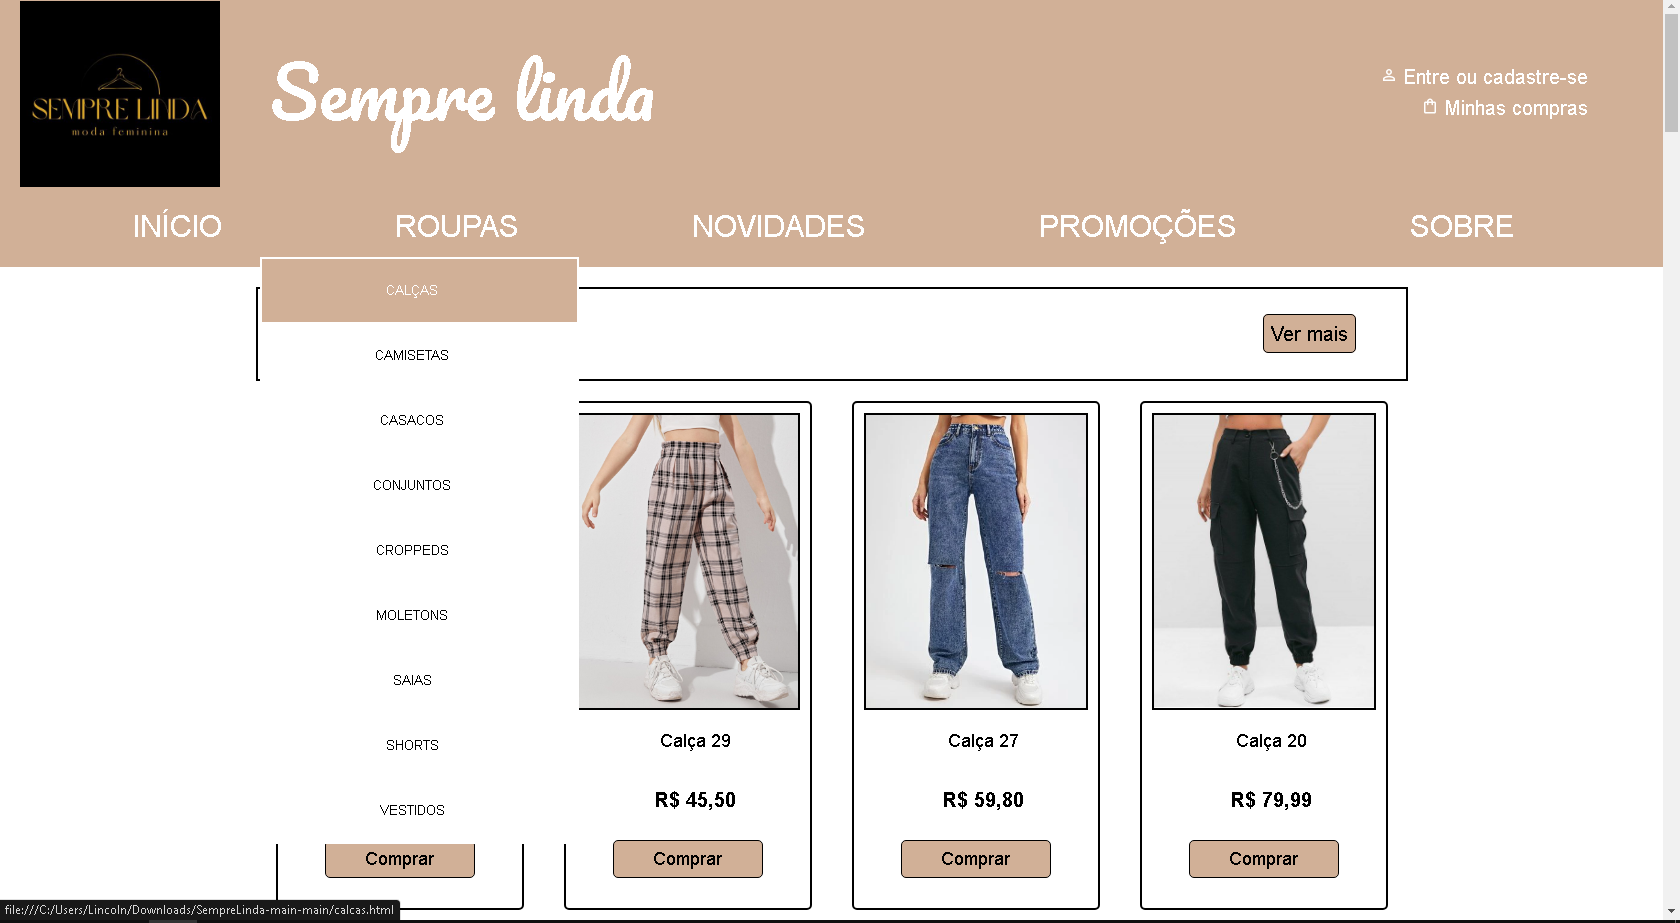 SEMPRE LINDA
moda feminina
Sempre linda
Entre ou cadastre-se
Minhas compras
INÍCIO ROUPAS NOVIDADES PROMOÇÕES SOBRE
CALÇAS
CAMISETAS
CASACOS
CONJUNTOS
CROPPEDS
MOLETONS
SAIAS
SHORTS
VESTIDOS
Ver mais
Calça 29 Calça 27 Calça 20
R$ 45,50 R$ 59,80 R$ 79,99
Comprar Comprar Comprar Comprar
file:///C:/Users/Lincoln/Downloads/SempreLinda-main-main/calcas.html